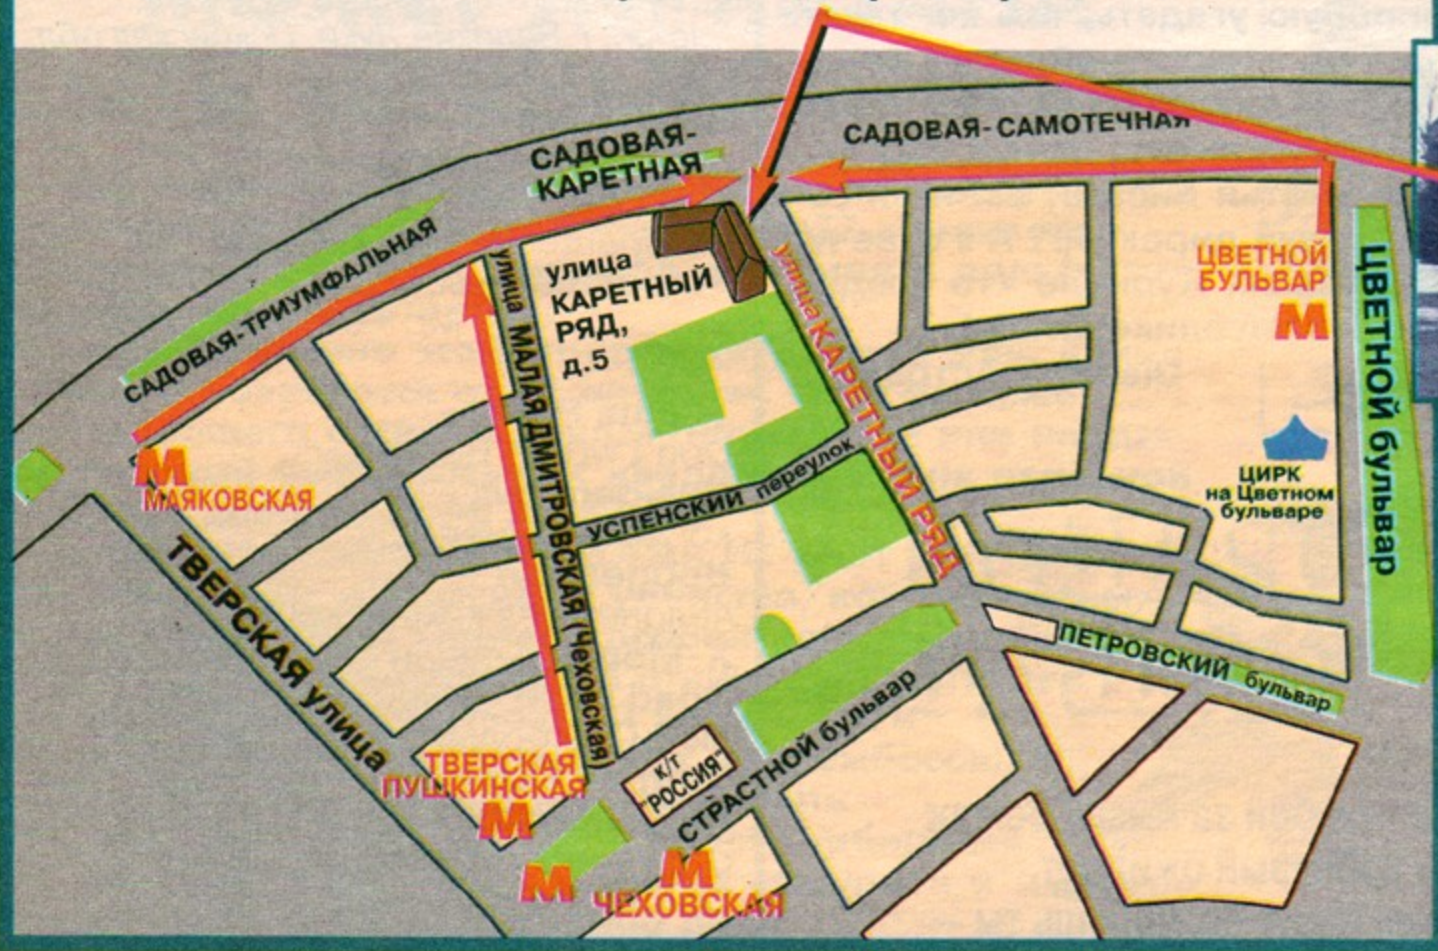 САДОВАЯ-
КАРЕТНАЯ
САДОВАЯ-САМОТЕЧНАЯ
САДОВАЯ-ТРИУМФАЛЬНАЯ
улица
КАРЕТНЫЙ
РЯД,
д.5
улица МАЛАЯ ДМИТРОВСКАЯ (Чеховская
улица КАРЕТНЫЙ РЯД
ЦВЕТНОЙ
БУЛЬВАР
М
ЦВЕТНОЙ бульвар
ЦИРК
на Цветном
бульваре
М
МАЯКОВСКАЯ
УСПЕНСКИЙ переулок
ТВЕРСКАЯ улица
ПЕТРОВСКИЙ бульвар
ТВЕРСКАЯ
ПУШКИНСКАЯ
М
М
к/т
"РОССИЯ"
СТРАСТНОЙ бульвар
М
ЧЕХОВСКАЯ